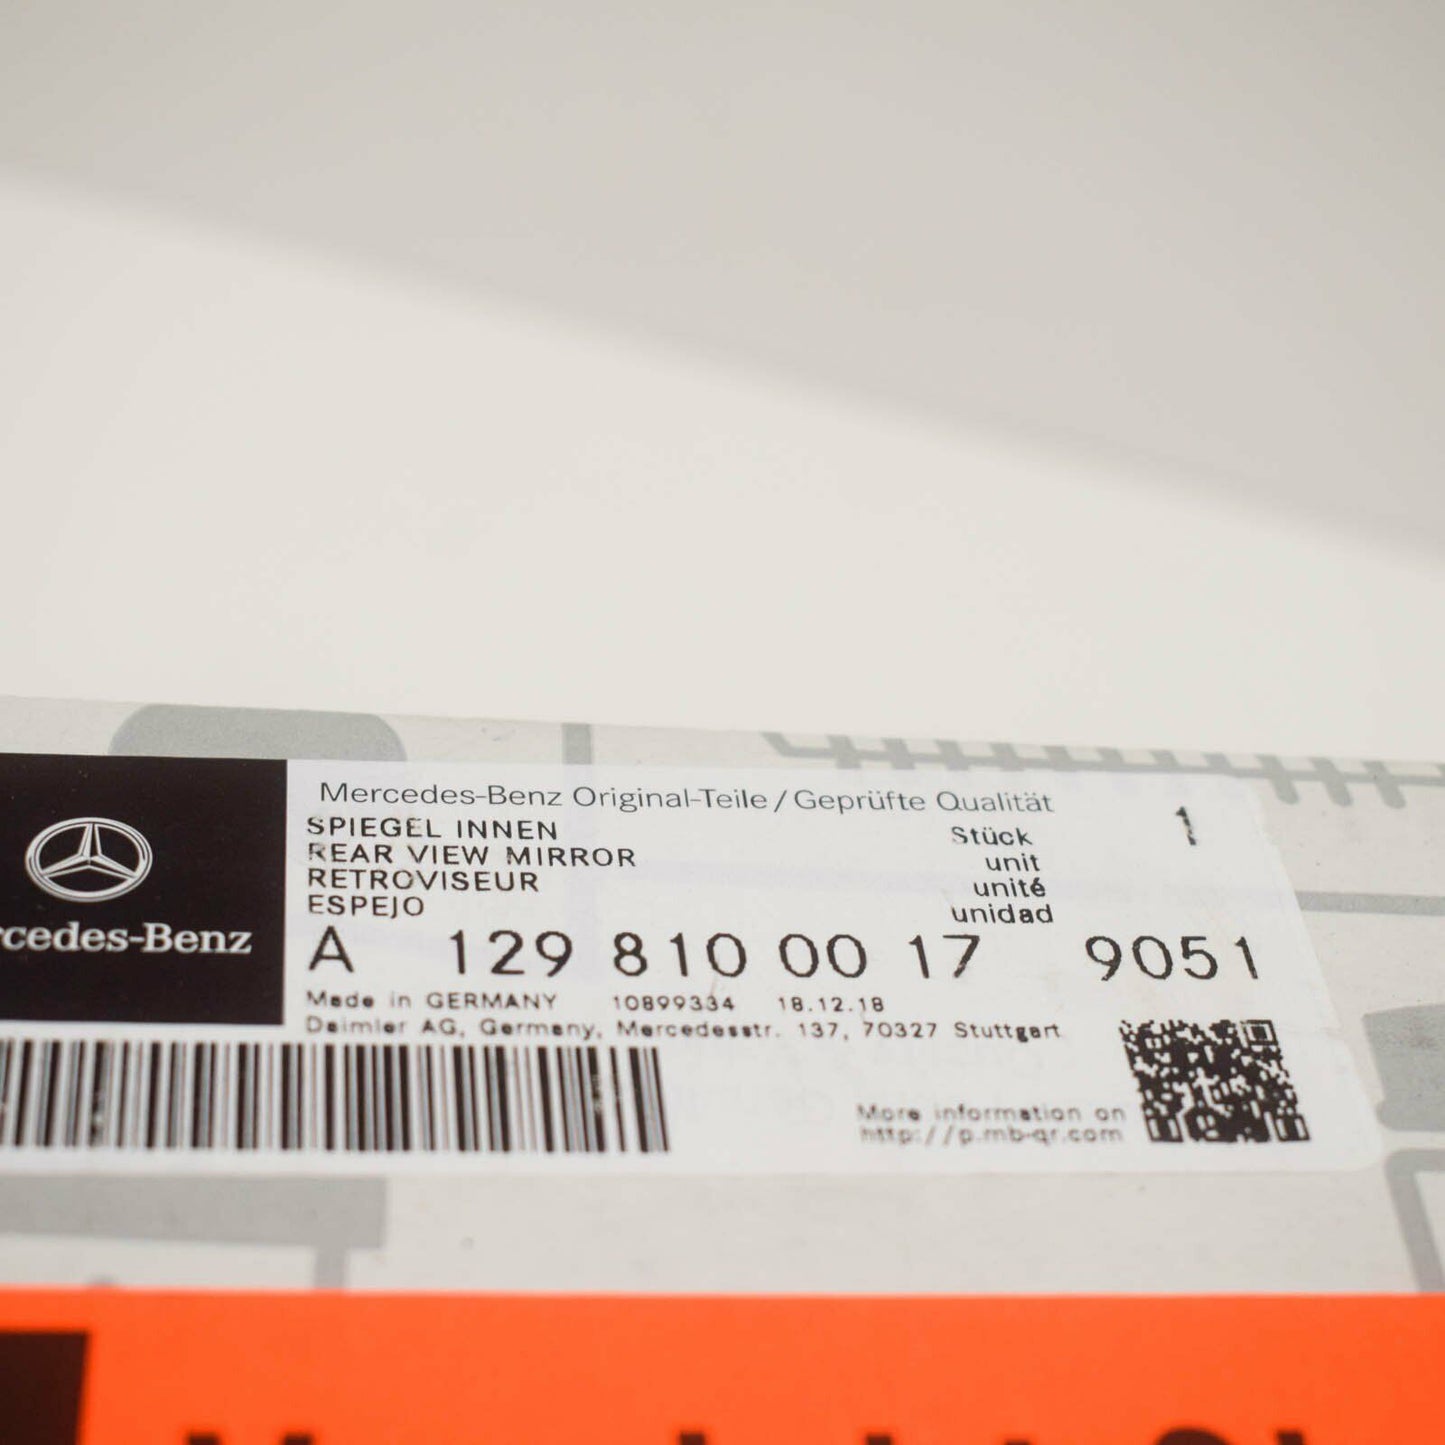 Mercedes-Benz Original-Teile / Geprüfte Qualität
SPIEGEL INNEN
REAR VIEW MIRROR
RETROVISEUR
ESPEJO
Stück 1
unit
unité
unidad
rcedes-Benz
A 129 810 00 17 9051
Made in GERMANY 10899334 18.12.18
Daimler AG, Germany, Mercedesstr. 137, 70327 Stuttgart
More information on
http://p.mb-qr.com